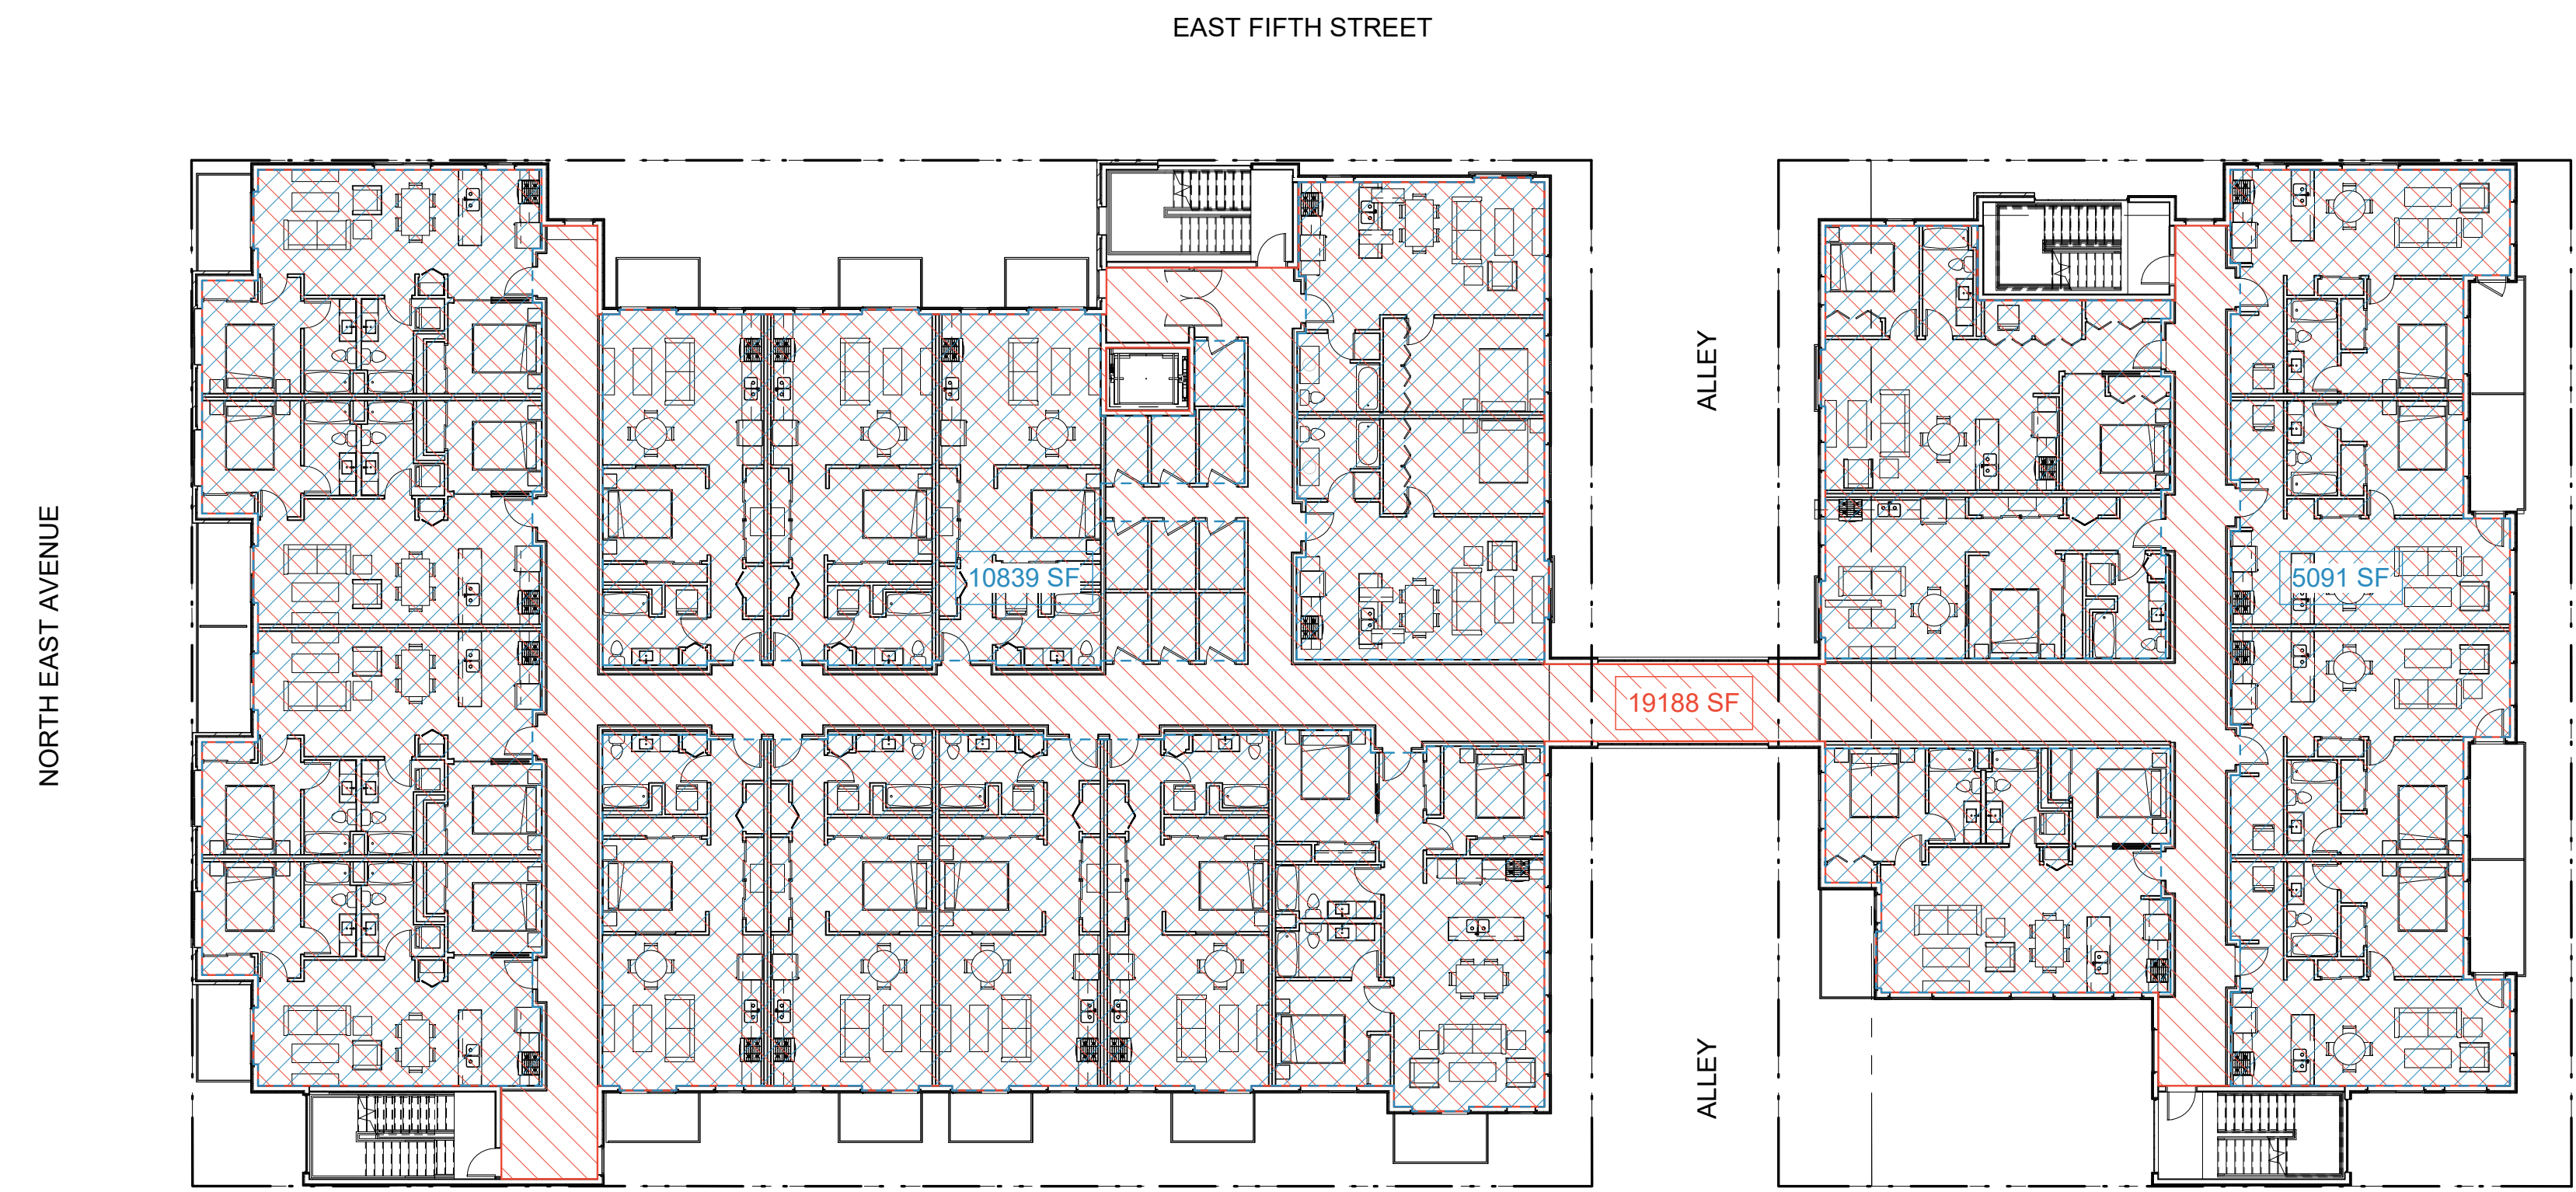 EAST FIFTH STREET
NORTH EAST AVENUE
ALLEY
10839 SF
5091 SF
19188 SF
ALLEY